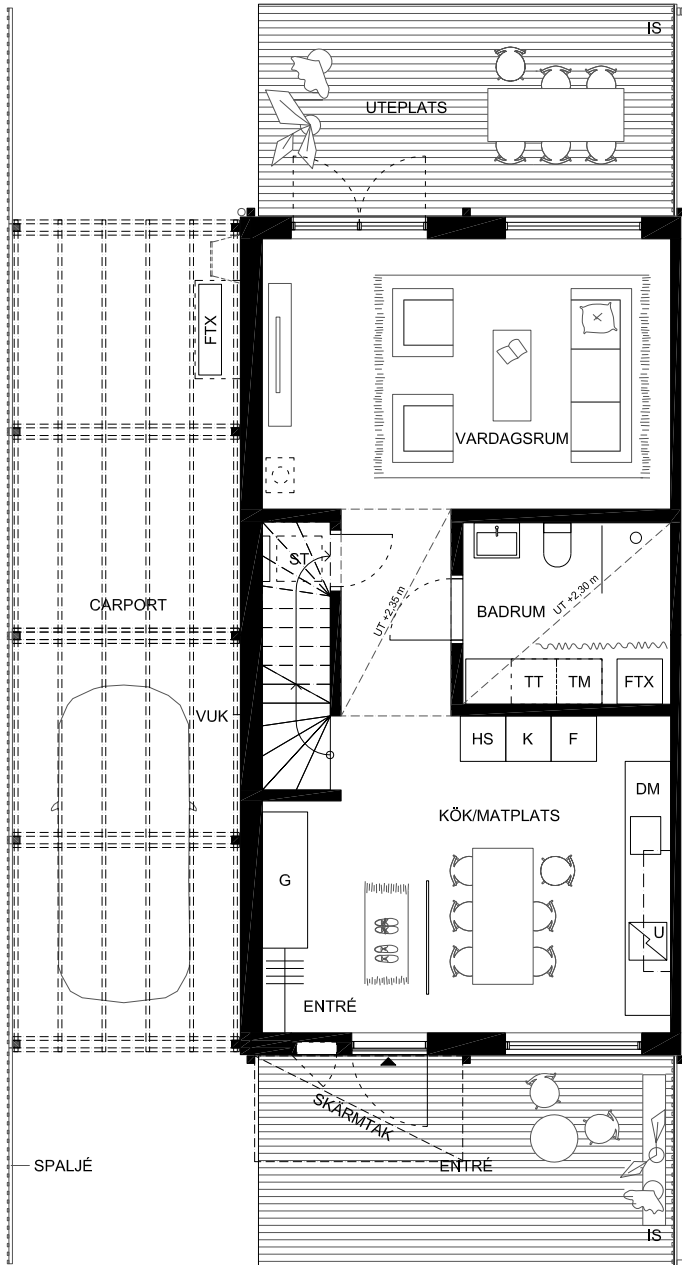 IS
UTEPLATS
FTX
VARDAGSRUM
ST
UT +2,35 m
CARPORT
BADRUM
UT +2,30 m
TT
TM
FTX
VUK
HS
K
F
DM
KÖK/MATPLATS
G
U
ENTRÉ
SKÄRMTAK
ENTRÉ
SPALJÉ
IS